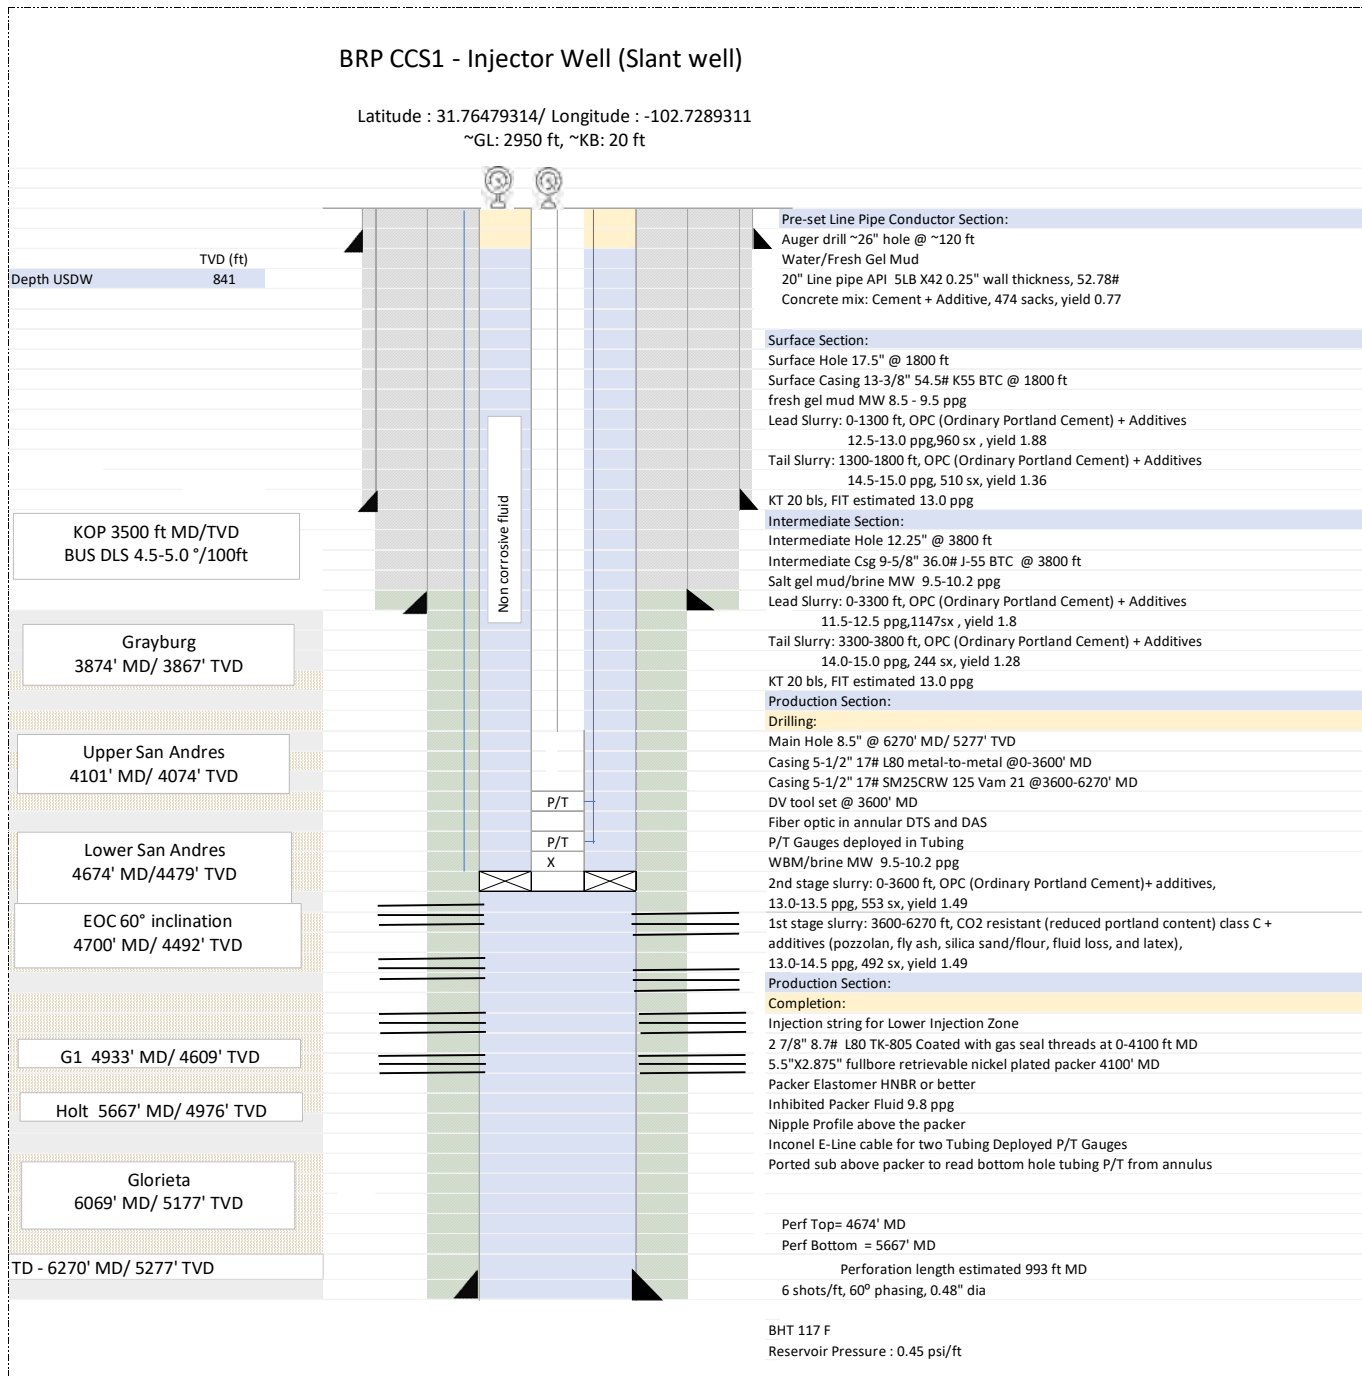 BRP CCS1 - Injector Well (Slant well)
Latitude : 31.76479314/ Longitude : -102.7289311
~GL: 2950 ft, ~KB: 20 ft
TVD (ft)
Depth USDW 841
KOP 3500 ft MD/TVD
BUS DLS 4.5-5.0 °/100ft
Grayburg
3874' MD/ 3867' TVD
Upper San Andres
4101' MD/ 4074' TVD
Lower San Andres
4674' MD/4479' TVD
EOC 60° inclination
4700' MD/ 4492' TVD
G1 4933' MD/ 4609' TVD
Holt 5667' MD/ 4976' TVD
Glorieta
6069' MD/ 5177' TVD
TD - 6270' MD/ 5277' TVD
Non corrosive fluid
P/T
P/T
X
Pre-set Line Pipe Conductor Section:
Auger drill ~26" hole @ ~120 ft
Water/Fresh Gel Mud
20" Line pipe API 5LB X42 0.25" wall thickness, 52.78#
Concrete mix: Cement + Additive, 474 sacks, yield 0.77
Surface Section:
Surface Hole 17.5" @ 1800 ft
Surface Casing 13-3/8" 54.5# K55 BTC @ 1800 ft
fresh gel mud MW 8.5 - 9.5 ppg
Lead Slurry: 0-1300 ft, OPC (Ordinary Portland Cement) + Additives
12.5-13.0 ppg,960 sx , yield 1.88
Tail Slurry: 1300-1800 ft, OPC (Ordinary Portland Cement) + Additives
14.5-15.0 ppg, 510 sx, yield 1.36
KT 20 bls, FIT estimated 13.0 ppg
Intermediate Section:
Intermediate Hole 12.25" @ 3800 ft
Intermediate Csg 9-5/8" 36.0# J-55 BTC @ 3800 ft
Salt gel mud/brine MW 9.5-10.2 ppg
Lead Slurry: 0-3300 ft, OPC (Ordinary Portland Cement) + Additives
11.5-12.5 ppg,1147sx , yield 1.8
Tail Slurry: 3300-3800 ft, OPC (Ordinary Portland Cement) + Additives
14.0-15.0 ppg, 244 sx, yield 1.28
KT 20 bls, FIT estimated 13.0 ppg
Production Section:
Drilling:
Main Hole 8.5" @ 6270' MD/ 5277' TVD
Casing 5-1/2" 17# L80 metal-to-metal @0-3600' MD
Casing 5-1/2" 17# SM25CRW 125 Vam 21 @3600-6270' MD
DV tool set @ 3600' MD
Fiber optic in annular DTS and DAS
P/T Gauges deployed in Tubing
WBM/brine MW 9.5-10.2 ppg
2nd stage slurry: 0-3600 ft, OPC (Ordinary Portland Cement)+ additives,
13.0-13.5 ppg, 553 sx, yield 1.49
1st stage slurry: 3600-6270 ft, CO2 resistant (reduced portland content) class C +
additives (pozzolan, fly ash, silica sand/flour, fluid loss, and latex),
13.0-14.5 ppg, 492 sx, yield 1.49
Production Section:
Completion:
Injection string for Lower Injection Zone
2 7/8" 8.7# L80 TK-805 Coated with gas seal threads at 0-4100 ft MD
5.5"X2.875" fullbore retrievable nickel plated packer 4100' MD
Packer Elastomer HNBR or better
Inhibited Packer Fluid 9.8 ppg
Nipple Profile above the packer
Inconel E-Line cable for two Tubing Deployed P/T Gauges
Ported sub above packer to read bottom hole tubing P/T from annulus
Perf Top= 4674' MD
Perf Bottom = 5667' MD
Perforation length estimated 993 ft MD
6 shots/ft, 60⁰ phasing, 0.48" dia
BHT 117 F
Reservoir Pressure : 0.45 psi/ft